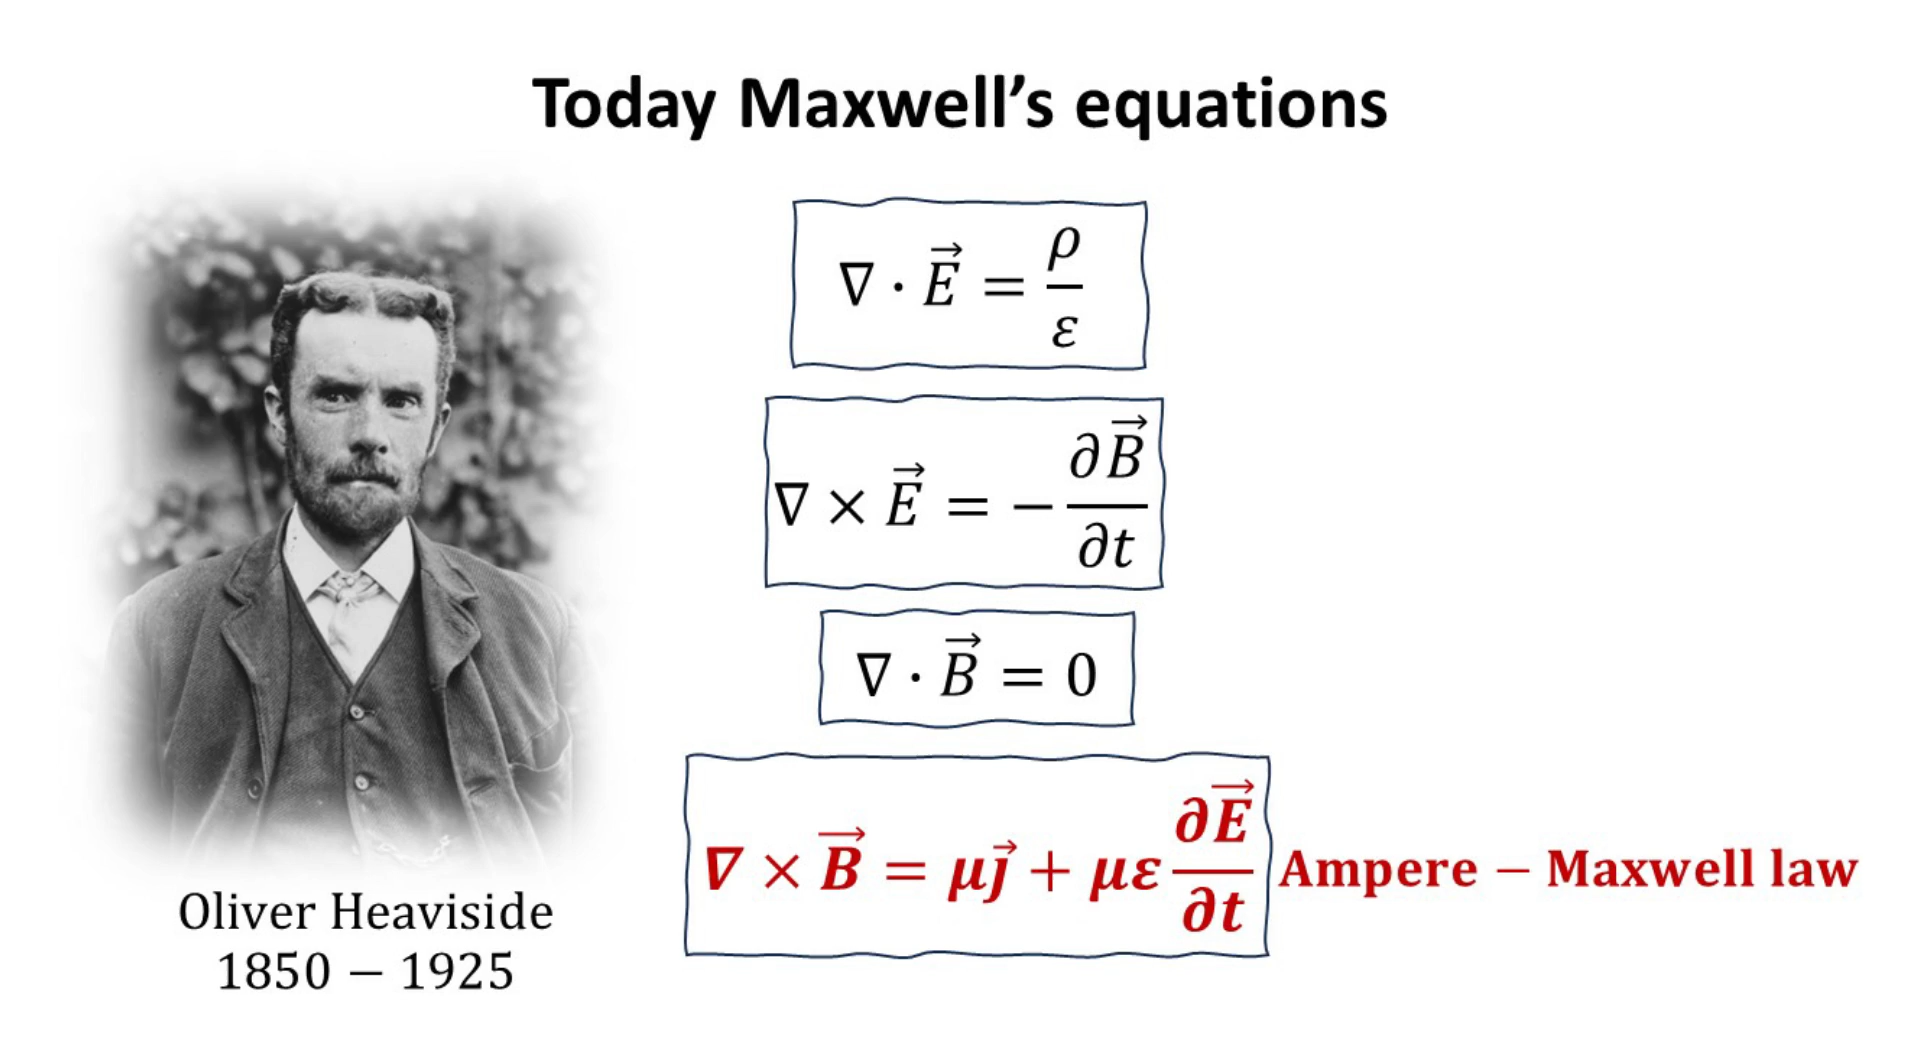 Today Maxwell’s equations
∇ · E⃗ = ρ/ε
∇ × E⃗ = −∂B⃗/∂t
∇ · B⃗ = 0
∇ × B⃗ = μj⃗ + με ∂E⃗/∂t Ampere − Maxwell law
Oliver Heaviside
1850 − 1925